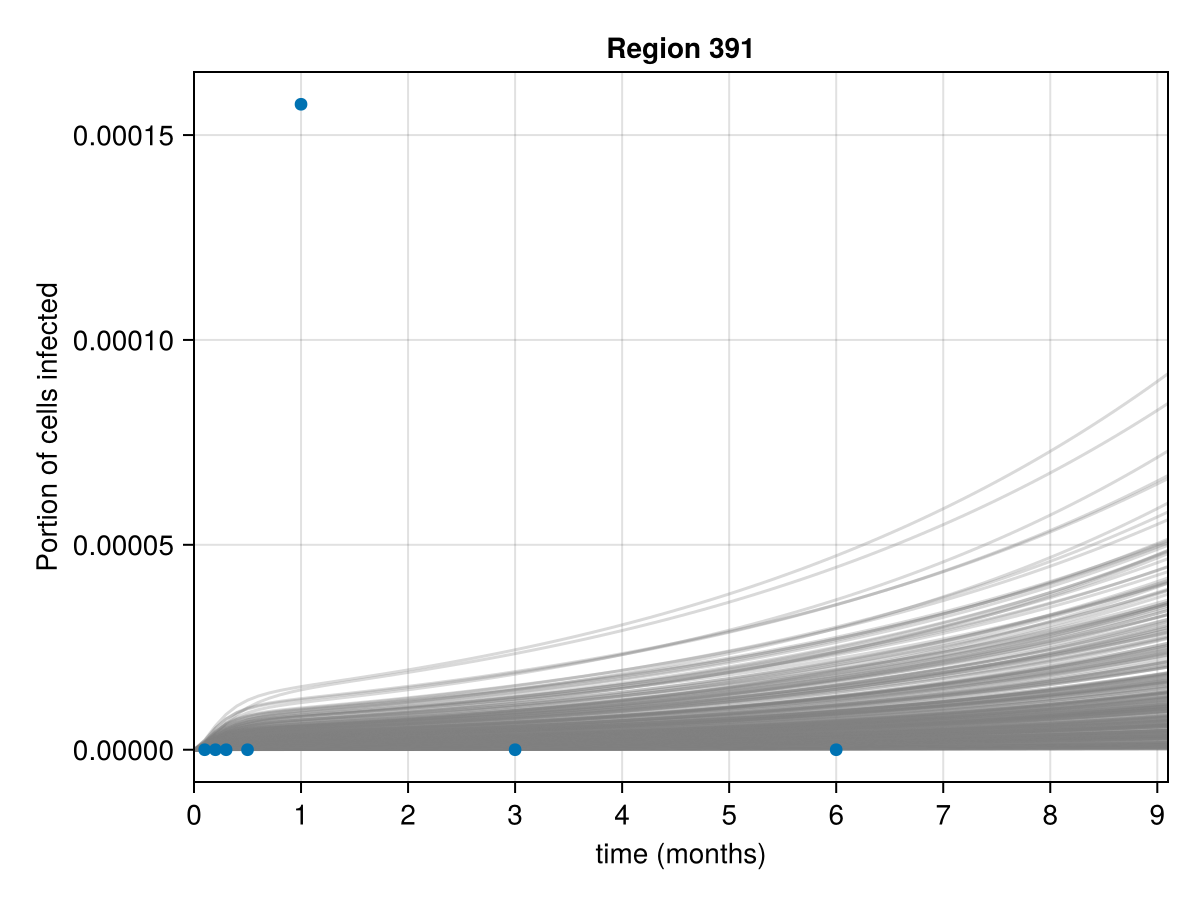 Region 391
0.00015
0.00010
0.00005
0.00000
Portion of cells infected
0 1 2 3 4 5 6 7 8 9
time (months)